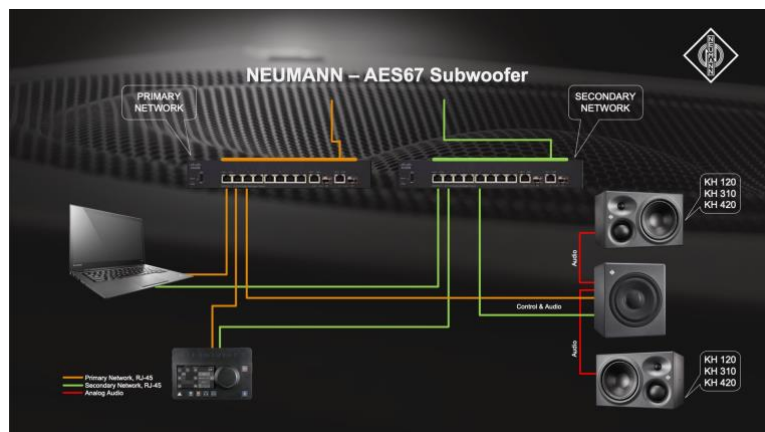 NEUMANN – AES67 Subwoofer
NEUMANN
PRIMARY
NETWORK
SECONDARY
NETWORK
KH 120
KH 310
KH 420
Audio
Control & Audio
Audio
KH 120
KH 310
KH 420
Primary Network, RJ-45
Secondary Network, RJ-45
Analog Audio